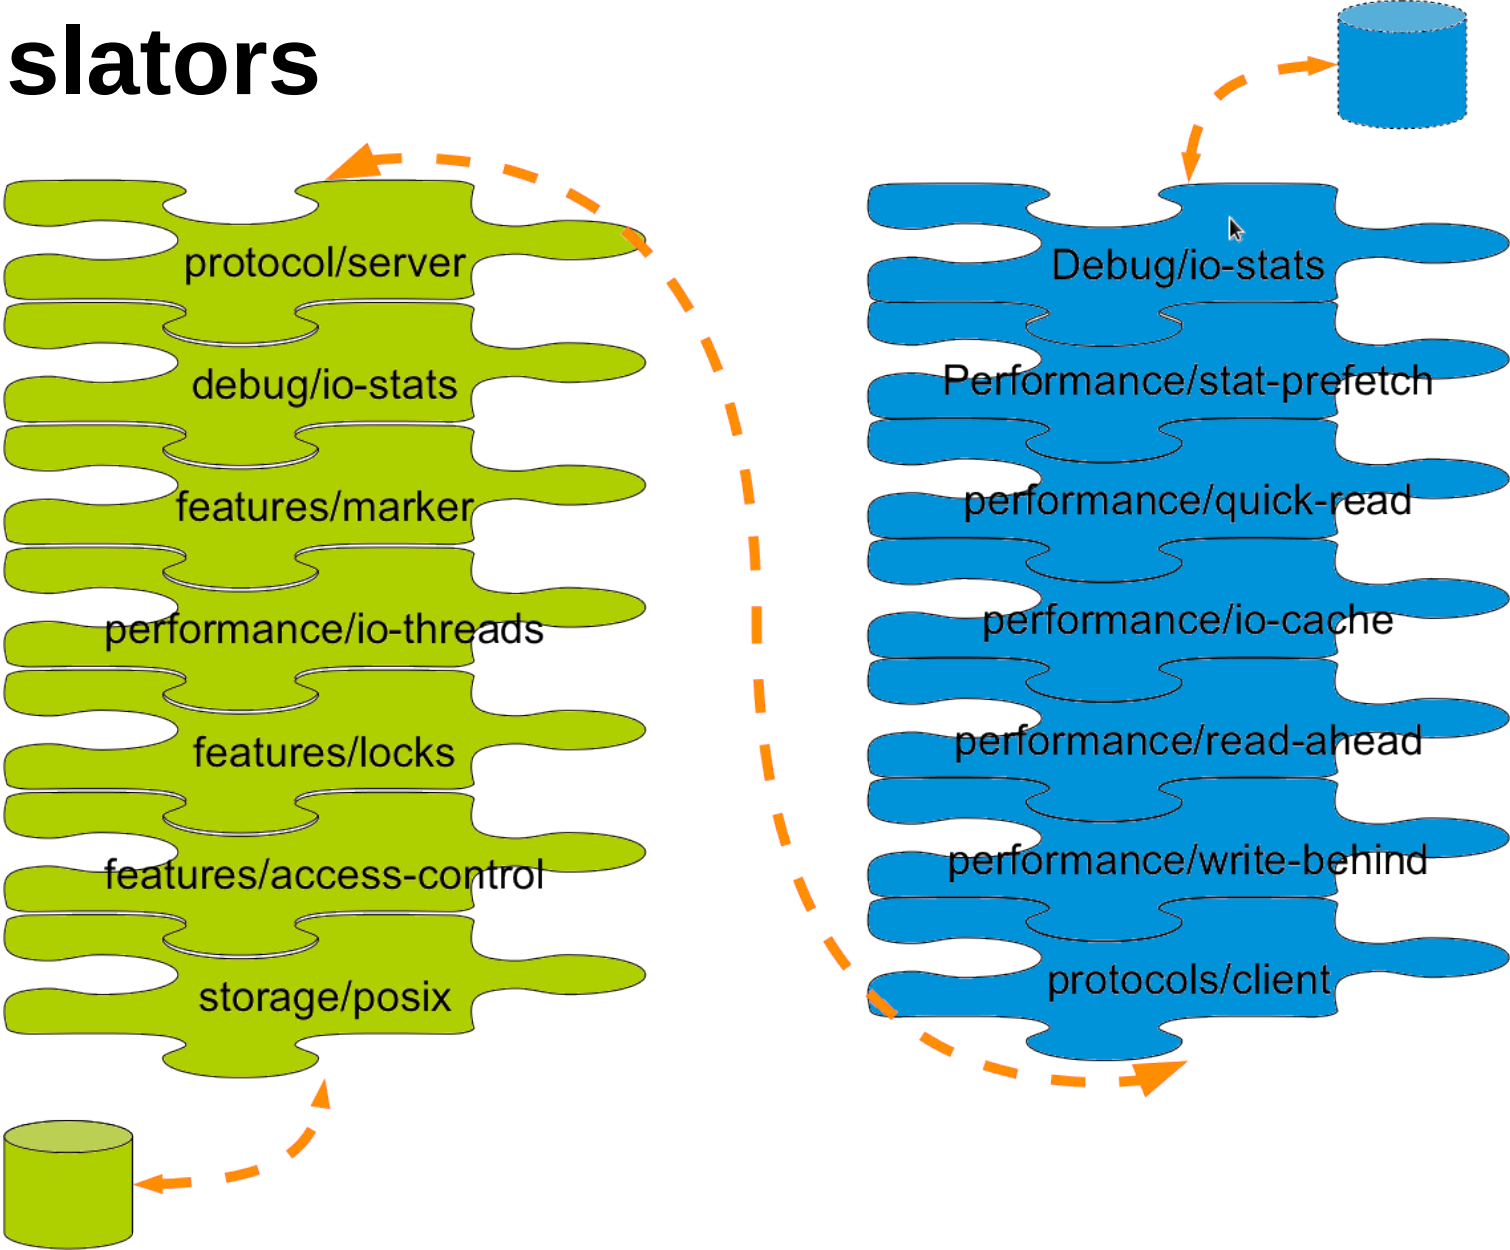 slators
protocol/server
debug/io-stats
features/marker
performance/io-threads
features/locks
features/access-control
storage/posix
Debug/io-stats
Performance/stat-prefetch
performance/quick-read
performance/io-cache
performance/read-ahead
performance/write-behind
protocols/client